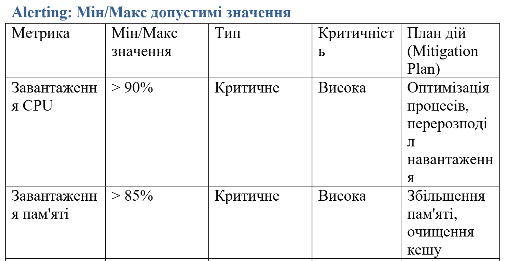 Alerting: Мін/Макс допустимі значення
Метрика
Мін/Макс
значення
Тип
Критичніст
ь
План дій
(Mitigation
Plan)
Завантаженн
я CPU
> 90%
Критичне
Висока
Оптимізація
процесів,
перерозподі
л
навантаженн
я
Завантаженн
я пам'яті
> 85%
Критичне
Висока
Збільшення
пам'яті,
очищення
кешу